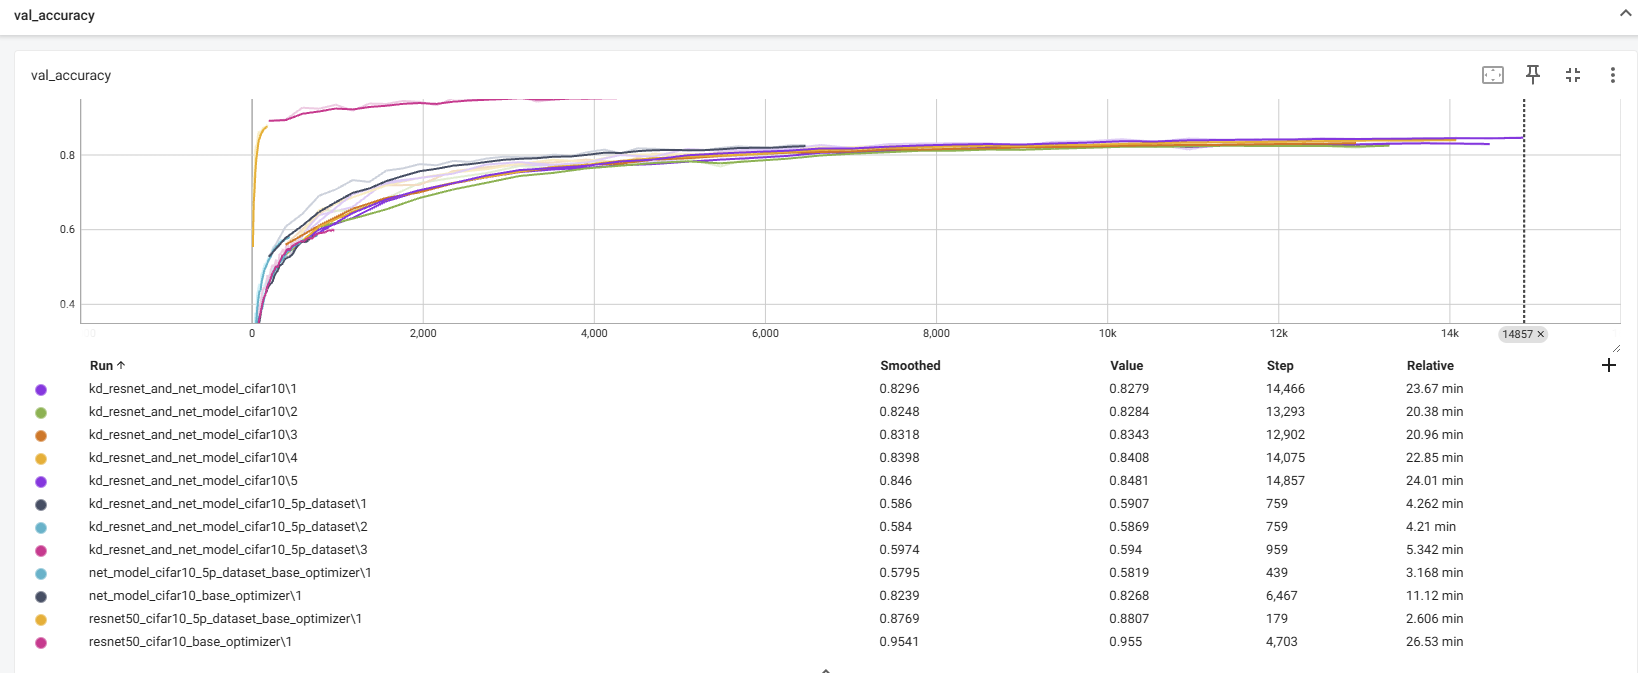 val_accuracy
val_accuracy
0.8
0.6
0.4
0 2,000 4,000 6,000 8,000 10k 12k 14k 14857 ×
Run ↑ Smoothed Value Step Relative
kd_resnet_and_net_model_cifar10\1 0.8296 0.8279 14,466 23.67 min
kd_resnet_and_net_model_cifar10\2 0.8248 0.8284 13,293 20.38 min
kd_resnet_and_net_model_cifar10\3 0.8318 0.8343 12,902 20.96 min
kd_resnet_and_net_model_cifar10\4 0.8398 0.8408 14,075 22.85 min
kd_resnet_and_net_model_cifar10\5 0.846 0.8481 14,857 24.01 min
kd_resnet_and_net_model_cifar10_5p_dataset\1 0.586 0.5907 759 4.262 min
kd_resnet_and_net_model_cifar10_5p_dataset\2 0.584 0.5869 759 4.21 min
kd_resnet_and_net_model_cifar10_5p_dataset\3 0.5974 0.594 959 5.342 min
net_model_cifar10_5p_dataset_base_optimizer\1 0.5795 0.5819 439 3.168 min
net_model_cifar10_base_optimizer\1 0.8239 0.8268 6,467 11.12 min
resnet50_cifar10_5p_dataset_base_optimizer\1 0.8769 0.8807 179 2.606 min
resnet50_cifar10_base_optimizer\1 0.9541 0.955 4,703 26.53 min